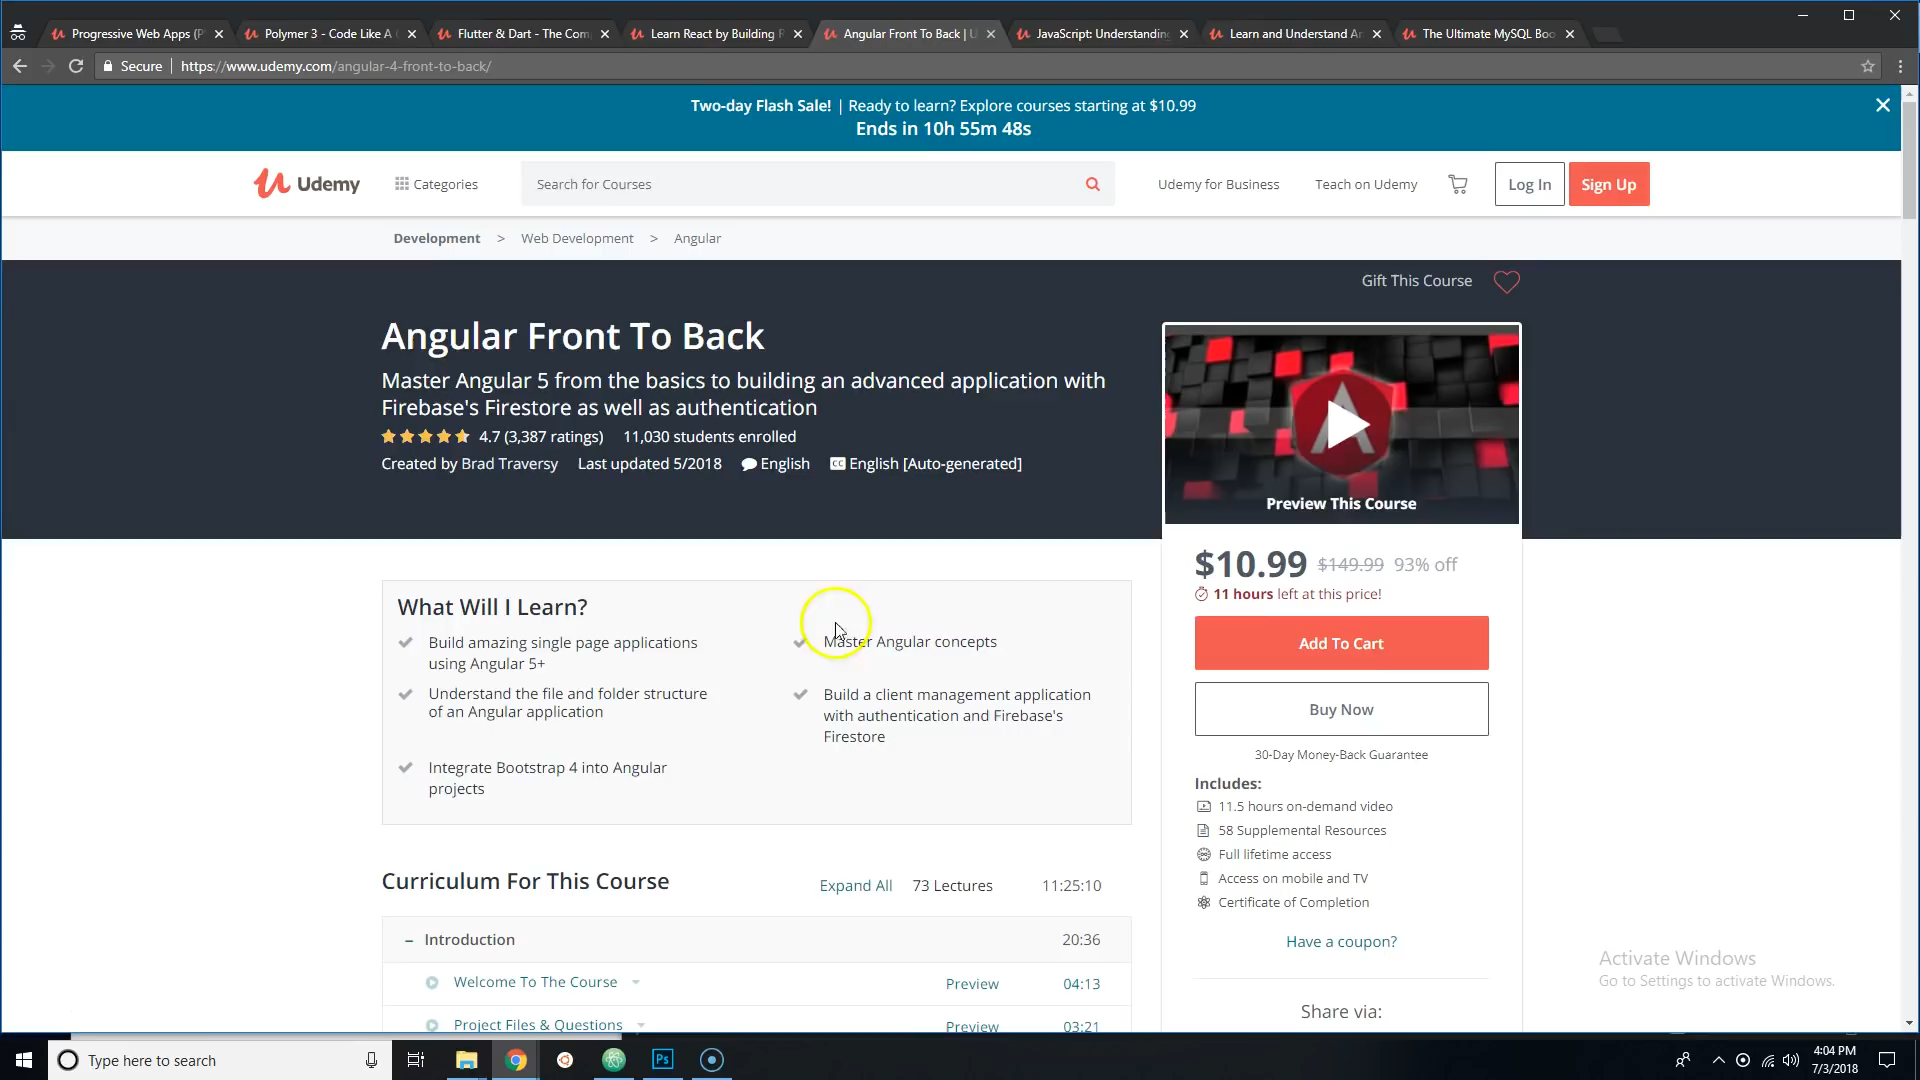 Progressive Web Apps (P
Polymer 3 - Code Like A
Flutter & Dart - The Com
Learn React by Building R
Angular Front To Back | U
JavaScript: Understanding
Learn and Understand An
The Ultimate MySQL Boo
Secure
https://www.udemy.com/angular-4-front-to-back/
Two-day Flash Sale! | Ready to learn? Explore courses starting at $10.99
Ends in 10h 55m 48s
Udemy
Categories
Search for Courses
Udemy for Business
Teach on Udemy
Log In
Sign Up
Development > Web Development > Angular
Gift This Course
Angular Front To Back
Master Angular 5 from the basics to building an advanced application with
Firebase's Firestore as well as authentication
4.7 (3,387 ratings) 11,030 students enrolled
Created by Brad Traversy Last updated 5/2018 English CC English [Auto-generated]
Preview This Course
$10.99 $149.99 93% off
11 hours left at this price!
Add To Cart
Buy Now
30-Day Money-Back Guarantee
Includes:
11.5 hours on-demand video
58 Supplemental Resources
Full lifetime access
Access on mobile and TV
Certificate of Completion
Have a coupon?
Share via:
What Will I Learn?
Build amazing single page applications
using Angular 5+
Master Angular concepts
Understand the file and folder structure
of an Angular application
Build a client management application
with authentication and Firebase's
Firestore
Integrate Bootstrap 4 into Angular
projects
Curriculum For This Course
Expand All 73 Lectures 11:25:10
– Introduction 20:36
Welcome To The Course Preview 04:13
Project Files & Questions Preview 03:21
Activate Windows
Go to Settings to activate Windows.
Type here to search
Ps
4:04 PM
7/3/2018